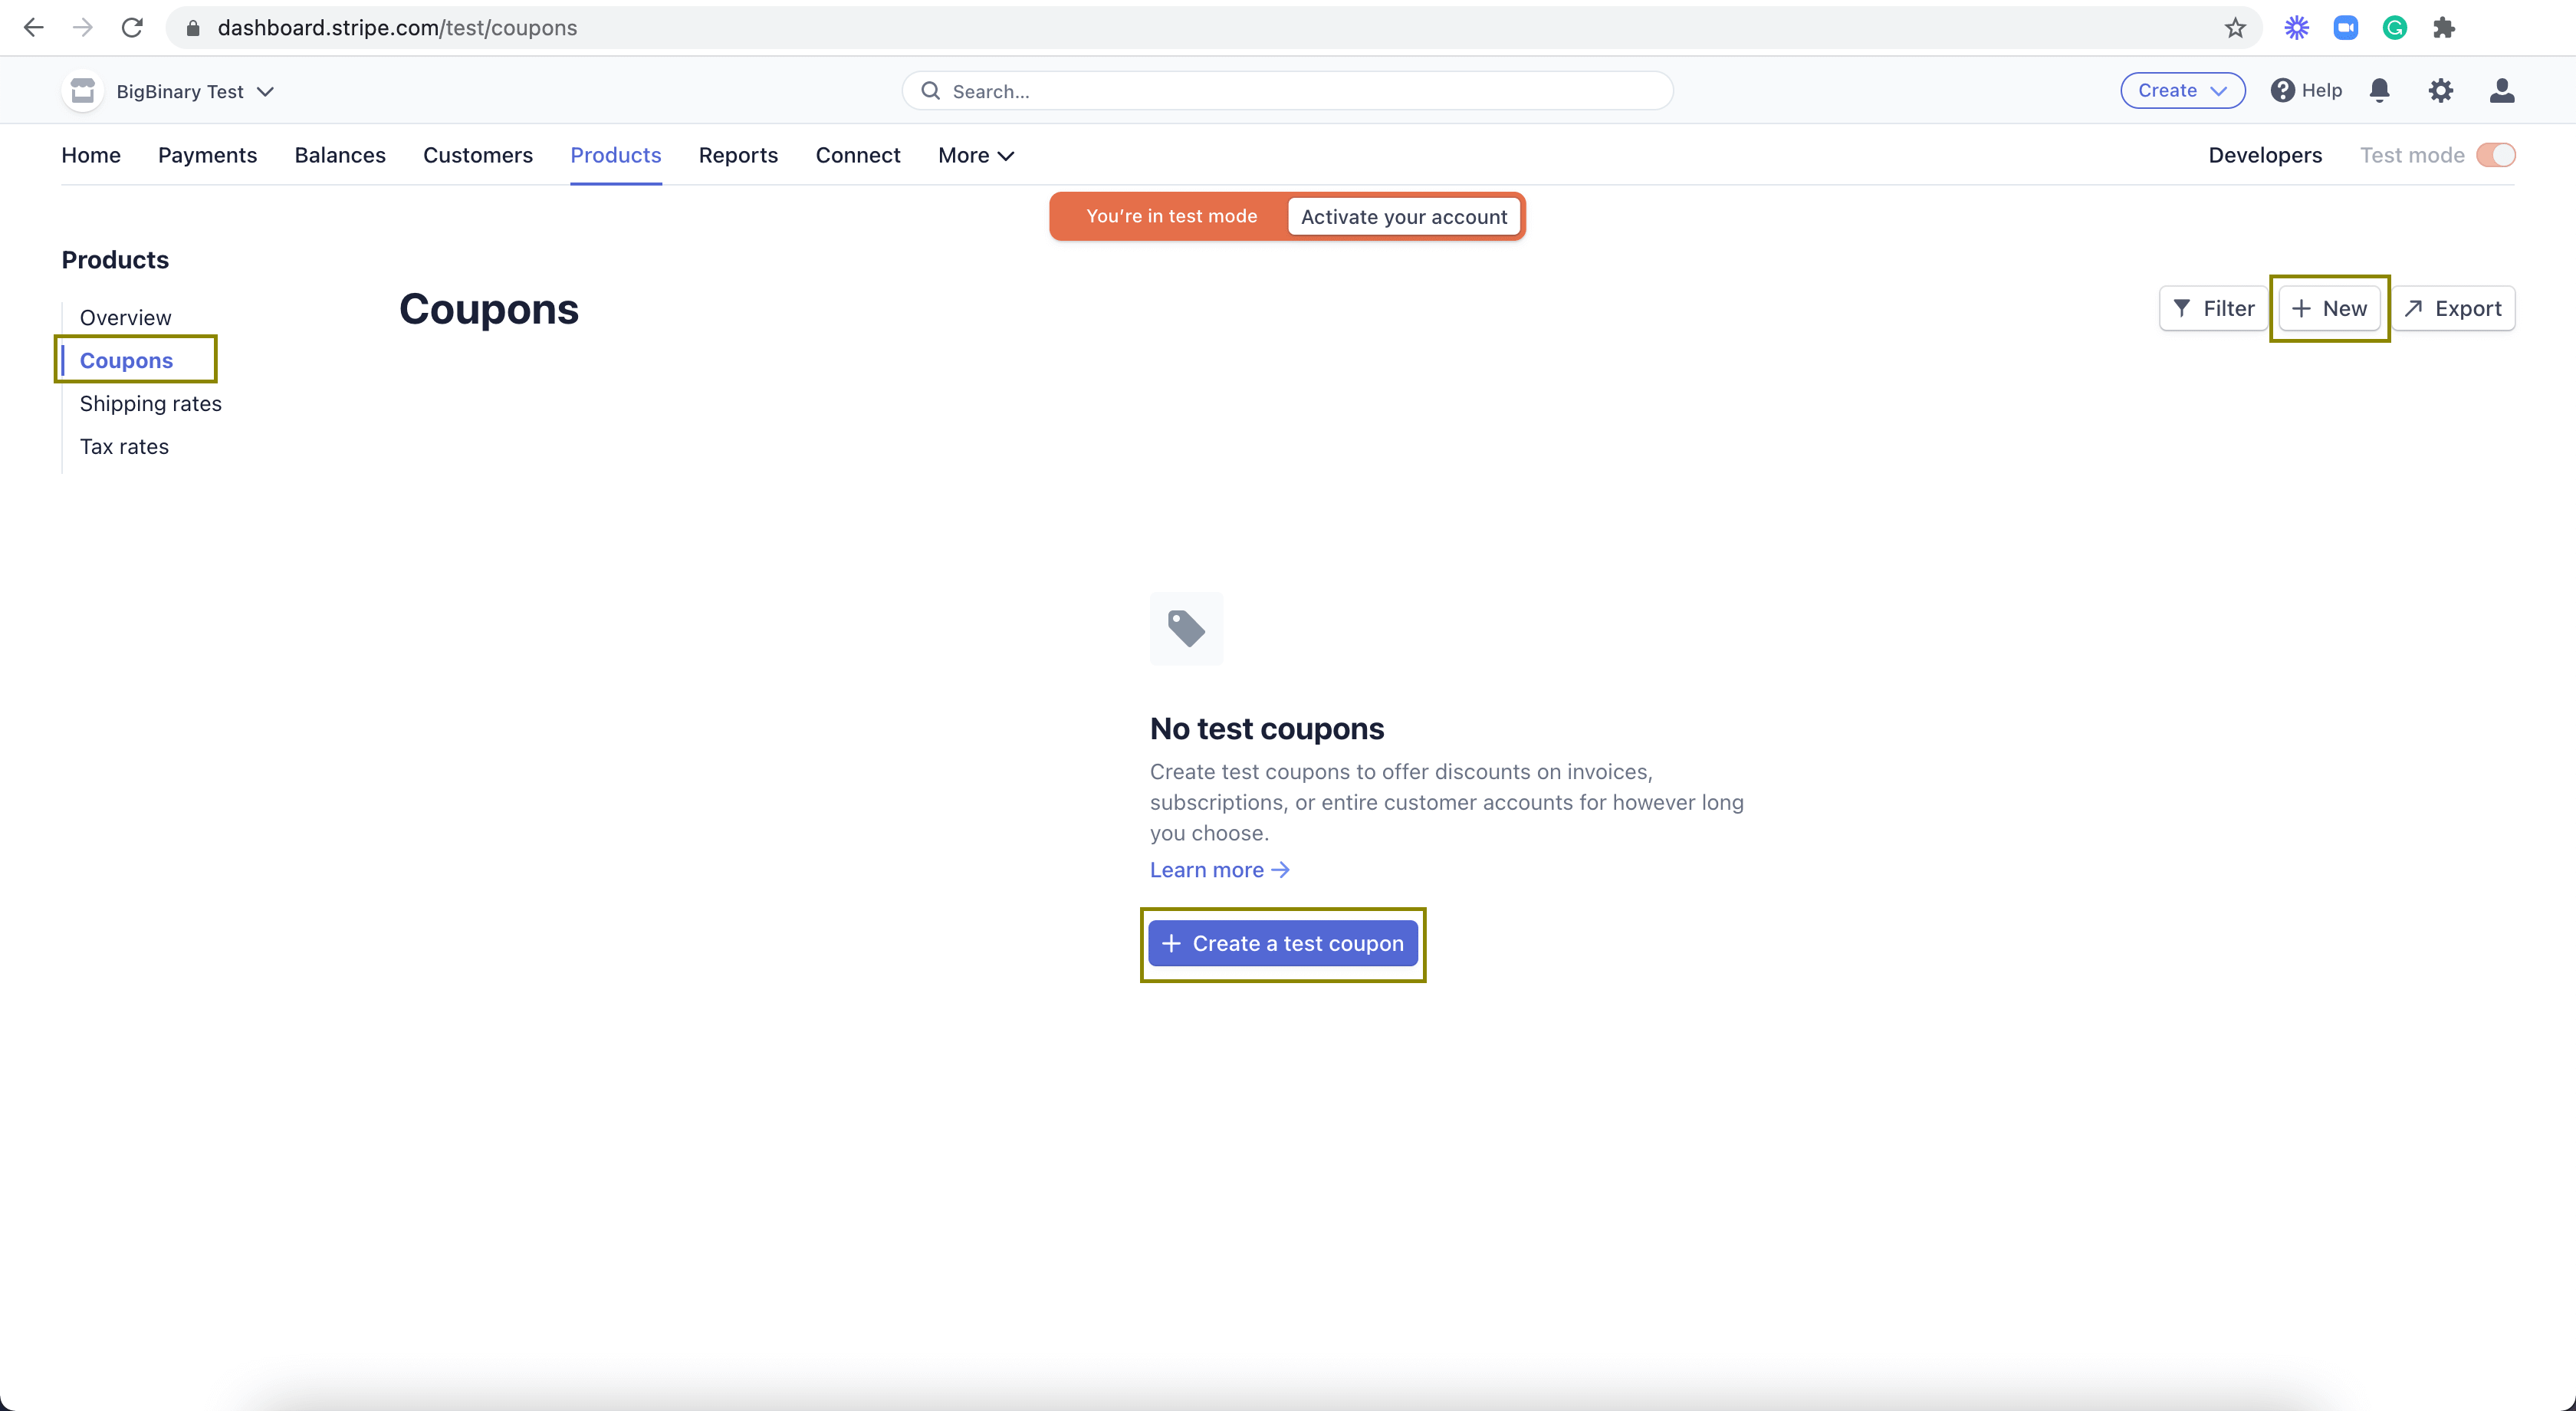 dashboard.stripe.com/test/coupons
BigBinary Test
Search...
Create
Help
Home Payments Balances Customers Products Reports Connect More
Developers Test mode
You're in test mode Activate your account
Products
Overview
Coupons
Shipping rates
Tax rates
Coupons
Filter + New Export
No test coupons
Create test coupons to offer discounts on invoices,
subscriptions, or entire customer accounts for however long
you choose.
Learn more →
+ Create a test coupon